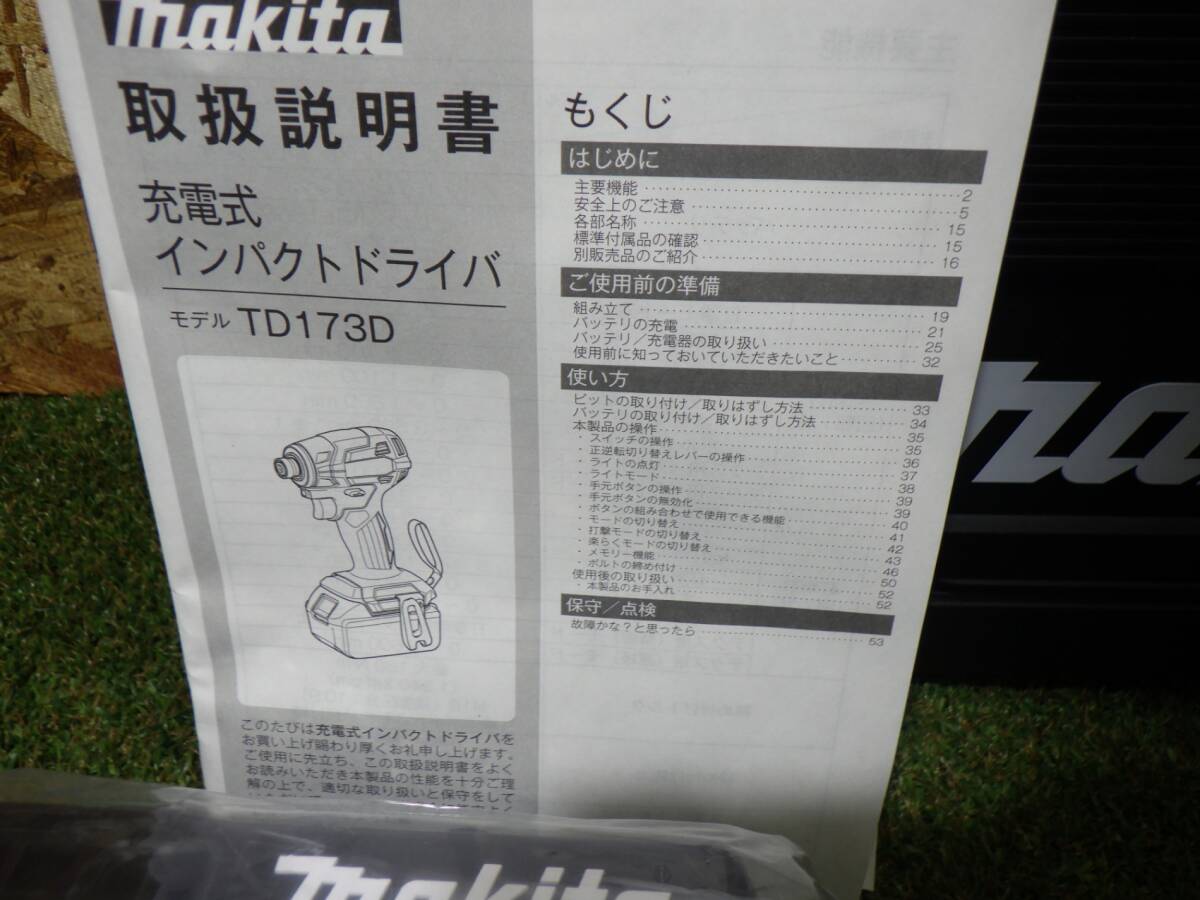 makita
取扱説明書
充電式
インパクトドライバ
モデル TD173D
このたびは充電式インパクトドライバを
お買い上げ賜わり厚くお礼申し上げます。
ご使用に先立ち、この取扱説明書をよく
お読みいただき本製品の性能を十分ご理
解の上で、適切な取り扱いと保守をして
もくじ
はじめに
主要機能 2
安全上のご注意 5
各部名称 15
標準付属品の確認 15
別販売品のご紹介 16
ご使用前の準備
組み立て 19
バッテリの充電 21
バッテリ／充電器の取り扱い 25
使用前に知っておいていただきたいこと 32
使い方
ビットの取り付け／取りはずし方法 33
バッテリの取り付け／取りはずし方法 34
本製品の操作 35
・スイッチの操作 35
・正逆転切り替えレバーの操作 36
・ライトの点灯 37
・ライトモード 38
・手元ボタンの操作 39
・手元ボタンの無効化 39
・ボタンの組み合わせで使用できる機能 40
・モードの切り替え 41
・打撃モードの切り替え 42
・楽らくモードの切り替え 43
・メモリー機能 46
・ボルトの締め付け 50
使用後の取り扱い 52
・本製品のお手入れ 52
保守／点検
故障かな？と思ったら 53
makita